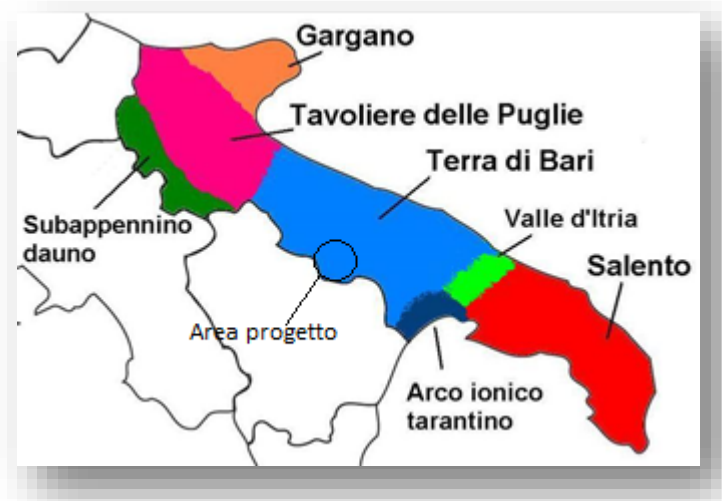 Gargano
Tavoliere delle Puglie
Terra di Bari
Valle d'Itria
Subappennino
dauno
Salento
Area progetto
Arco ionico
tarantino